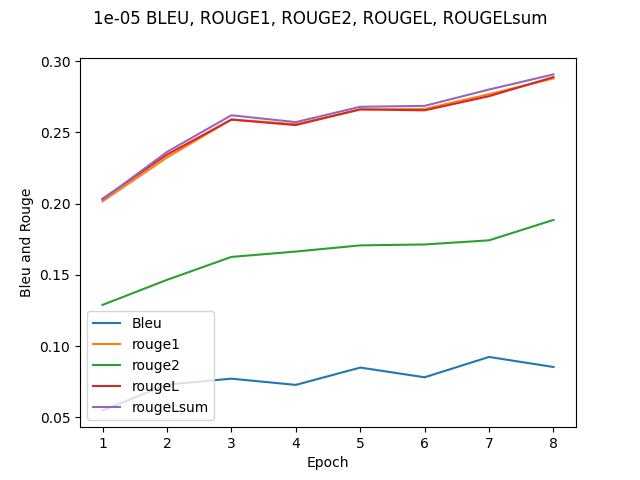 1e-05 BLEU, ROUGE1, ROUGE2, ROUGEL, ROUGELsum
0.30
0.25
0.20
0.15
0.10
0.05
Bleu and Rouge
Bleu
rouge1
rouge2
rougeL
rougeLsum
1 2 3 4 5 6 7 8
Epoch